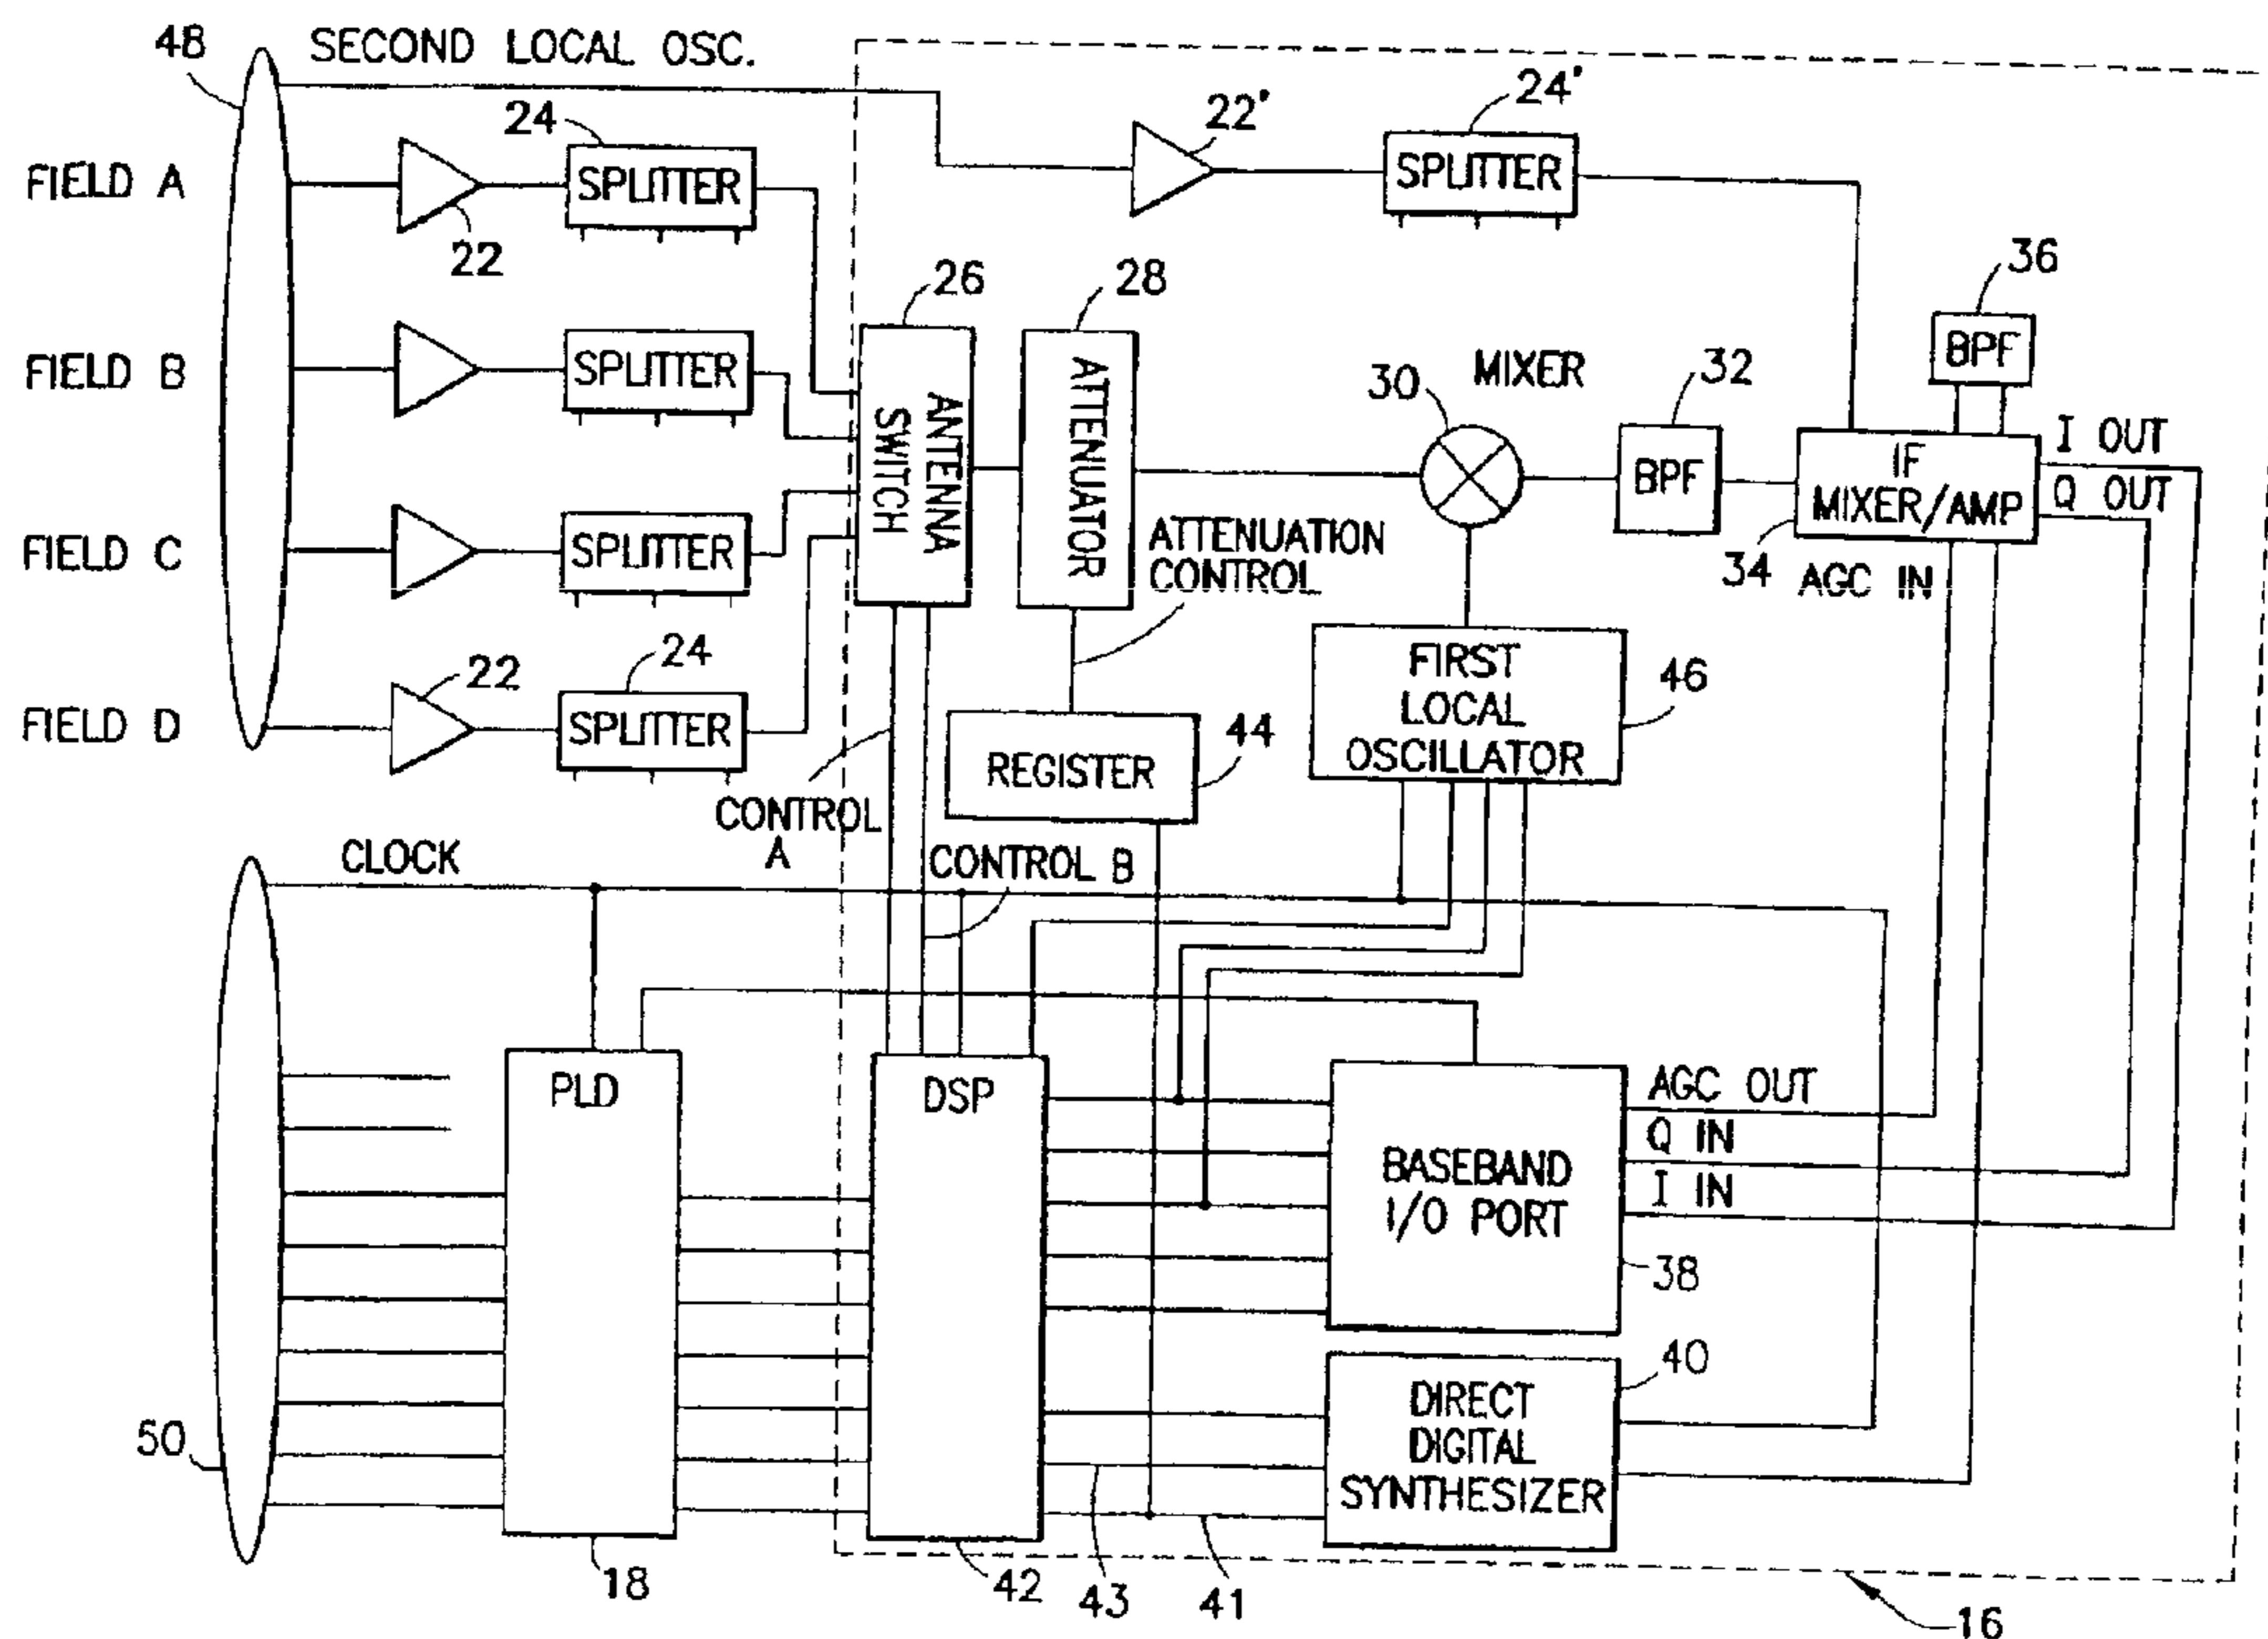 48
SECOND LOCAL OSC.
24
22'
24'
FIELD A
SPLITTER
SPLITTER
22
26
28
36
FIELD B
SPLITTER
ANTENNA
SWITCH
ATTENUATOR
30
MIXER
32
BPF
BPF
IF
MIXER/AMP
I OUT
Q OUT
FIELD C
SPLITTER
ATTENUATION
CONTROL
34
AGC IN
22
24
FIELD D
SPLITTER
FIRST
LOCAL
OSCILLATOR
46
REGISTER
44
CONTROL
A
CLOCK
CONTROL B
PLD
DSP
BASEBAND
I/O PORT
AGC OUT
Q IN
I IN
38
40
DIRECT
DIGITAL
SYNTHESIZER
50
18
42
43
41
16